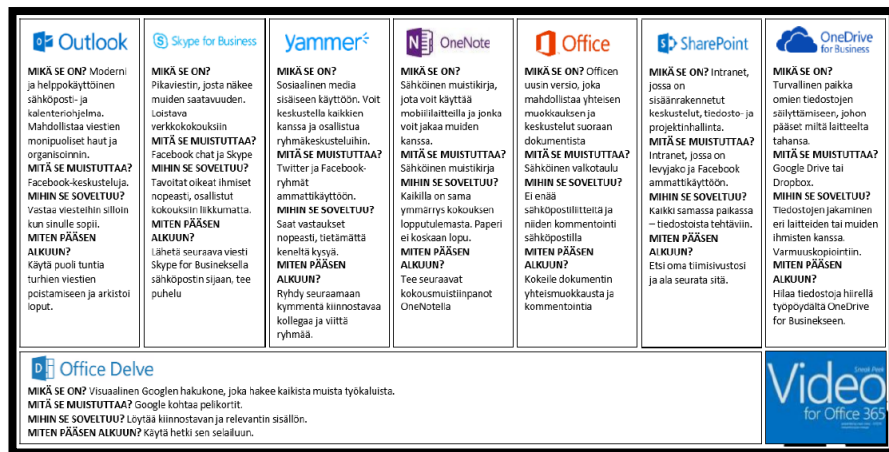 Outlook
MIKÄ SE ON? Moderni
ja helppokäyttöinen
sähköposti- ja
kalenteriohjelma.
Mahdollistaa viestien
monipuoliset haut ja
organisoinnin.
MITÄ SE MUISTUTTAA?
Facebook-keskusteluja.
MIHIN SE SOVELTUU?
Vastaa viesteihin silloin
kun sinulle sopii.
MITEN PÄÄSEN
ALKUUN?
Käytä puoli tuntia
turhien viestien
poistamiseen ja arkistoi
loput.
Skype for Business
MIKÄ SE ON?
Pikaviestin, josta näkee
muiden saatavuuden.
Loistava
verkkokokouksiin
MITÄ SE MUISTUTTAA?
Facebook chat ja Skype
MIHIN SE SOVELTUU?
Tavoitat oikeat ihmiset
nopeasti, osallistut
kokouksiin liikkumatta.
MITEN PÄÄSEN
ALKUUN?
Lähetä seuraava viesti
Skype for Busineksella
sähköpostin sijaan, tee
puhelu
yammer
MIKÄ SE ON?
Sosiaalinen media
sisäiseen käyttöön. Voit
keskustella kaikkien
kanssa ja osallistua
ryhmäkeskusteluihin.
MITÄ SE MUISTUTTAA?
Twitter ja Facebook-
ryhmät
ammattikäyttöön.
MIHIN SE SOVELTUU?
Saat vastaukset
nopeasti, tietämättä
keneltä kysyä.
MITEN PÄÄSEN
ALKUUN?
Ryhdy seuraamaan
kymmentä kiinnostavaa
kollegaa ja viittä
ryhmää.
OneNote
MIKÄ SE ON?
Sähköinen muistikirja,
jota voit käyttää
mobiililaitteilla ja jonka
voit jakaa muiden
kanssa.
MITÄ SE MUISTUTTAA?
Sähköinen muistikirja
MIHIN SE SOVELTUU?
Kaikilla on sama
ymmärrys kokouksen
lopputulemasta. Paperi
ei koskaan lopu.
MITEN PÄÄSEN
ALKUUN?
Tee seuraavat
kokousmuistiinpanot
OneNotella
Office
MIKÄ SE ON? Officen
uusin versio, joka
mahdollistaa yhteisen
muokkauksen ja
keskustelut suoraan
dokumentista
MITÄ SE MUISTUTTAA?
Sähköinen valkotaulu
MIHIN SE SOVELTUU?
Ei enää
sähköpostiliitteitä ja
niiden kommentointi
sähköpostilla
MITEN PÄÄSEN
ALKUUN?
Kokeile dokumentin
yhteismuokkausta ja
kommentointia
SharePoint
MIKÄ SE ON? Intranet,
jossa on
sisäänrakennetut
keskustelut, tiedosto- ja
projektinhallinta.
MITÄ SE MUISTUTTAA?
Intranet, jossa on
levyjako ja Facebook
ammattikäyttöön.
MIHIN SE SOVELTUU?
Kaikki samassa paikassa
– tiedostoista tehtäviin.
MITEN PÄÄSEN
ALKUUN?
Etsi oma tiimisivustosi
ja ala seurata sitä.
OneDrive
for Business
MIKÄ SE ON?
Turvallinen paikka
omien tiedostojen
säilyttämiseen, johon
pääset miltä laitteelta
tahansa.
MITÄ SE MUISTUTTAA?
Google Drive tai
Dropbox.
MIHIN SE SOVELTUU?
Tiedostojen jakaminen
eri laitteiden tai muiden
ihmisten kanssa.
Varmuuskopiointiin.
MITEN PÄÄSEN
ALKUUN?
Hilaa tiedostoja hiirellä
työpöydältä OneDrive
for Businekseen.
Office Delve
MIKÄ SE ON? Visuaalinen Googlen hakukone, joka hakee kaikista muista työkaluista.
MITÄ SE MUISTUTTAA? Google kohtaa pelikortit.
MIHIN SE SOVELTUU? Löytää kiinnostavan ja relevantin sisällön.
MITEN PÄÄSEN ALKUUN? Käytä hetki sen selailuun.
Sneak Peek
Video
for Office 365